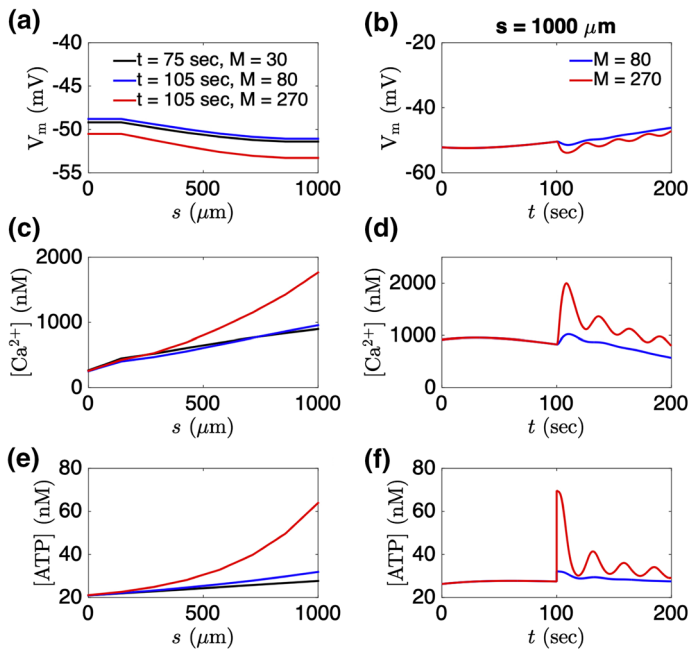 (a)
-40
-45
-50
-55
V_m (mV)
t = 75 sec, M = 30
t = 105 sec, M = 80
t = 105 sec, M = 270
0 500 1000
s (μm)
(b)
s = 1000 μm
-20
-40
-60
V_m (mV)
M = 80
M = 270
0 100 200
t (sec)
(c)
2000
1000
0
[Ca²⁺] (nM)
0 500 1000
s (μm)
(d)
2000
1000
0
[Ca²⁺] (nM)
0 100 200
t (sec)
(e)
80
60
40
20
[ATP] (nM)
0 500 1000
s (μm)
(f)
80
60
40
20
[ATP] (nM)
0 100 200
t (sec)